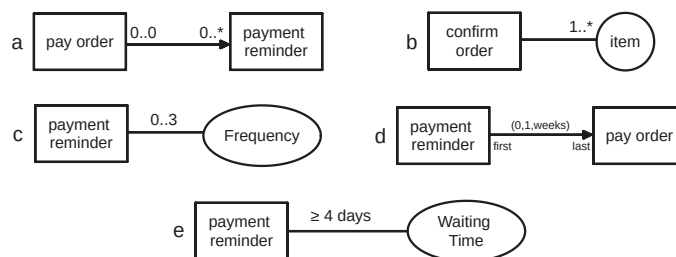 a
pay order
0..0
0..*
payment
reminder
b
confirm
order
1..*
item
c
payment
reminder
0..3
Frequency
d
payment
reminder
(0,1,weeks)
first
last
pay order
e
payment
reminder
≥ 4 days
Waiting
Time